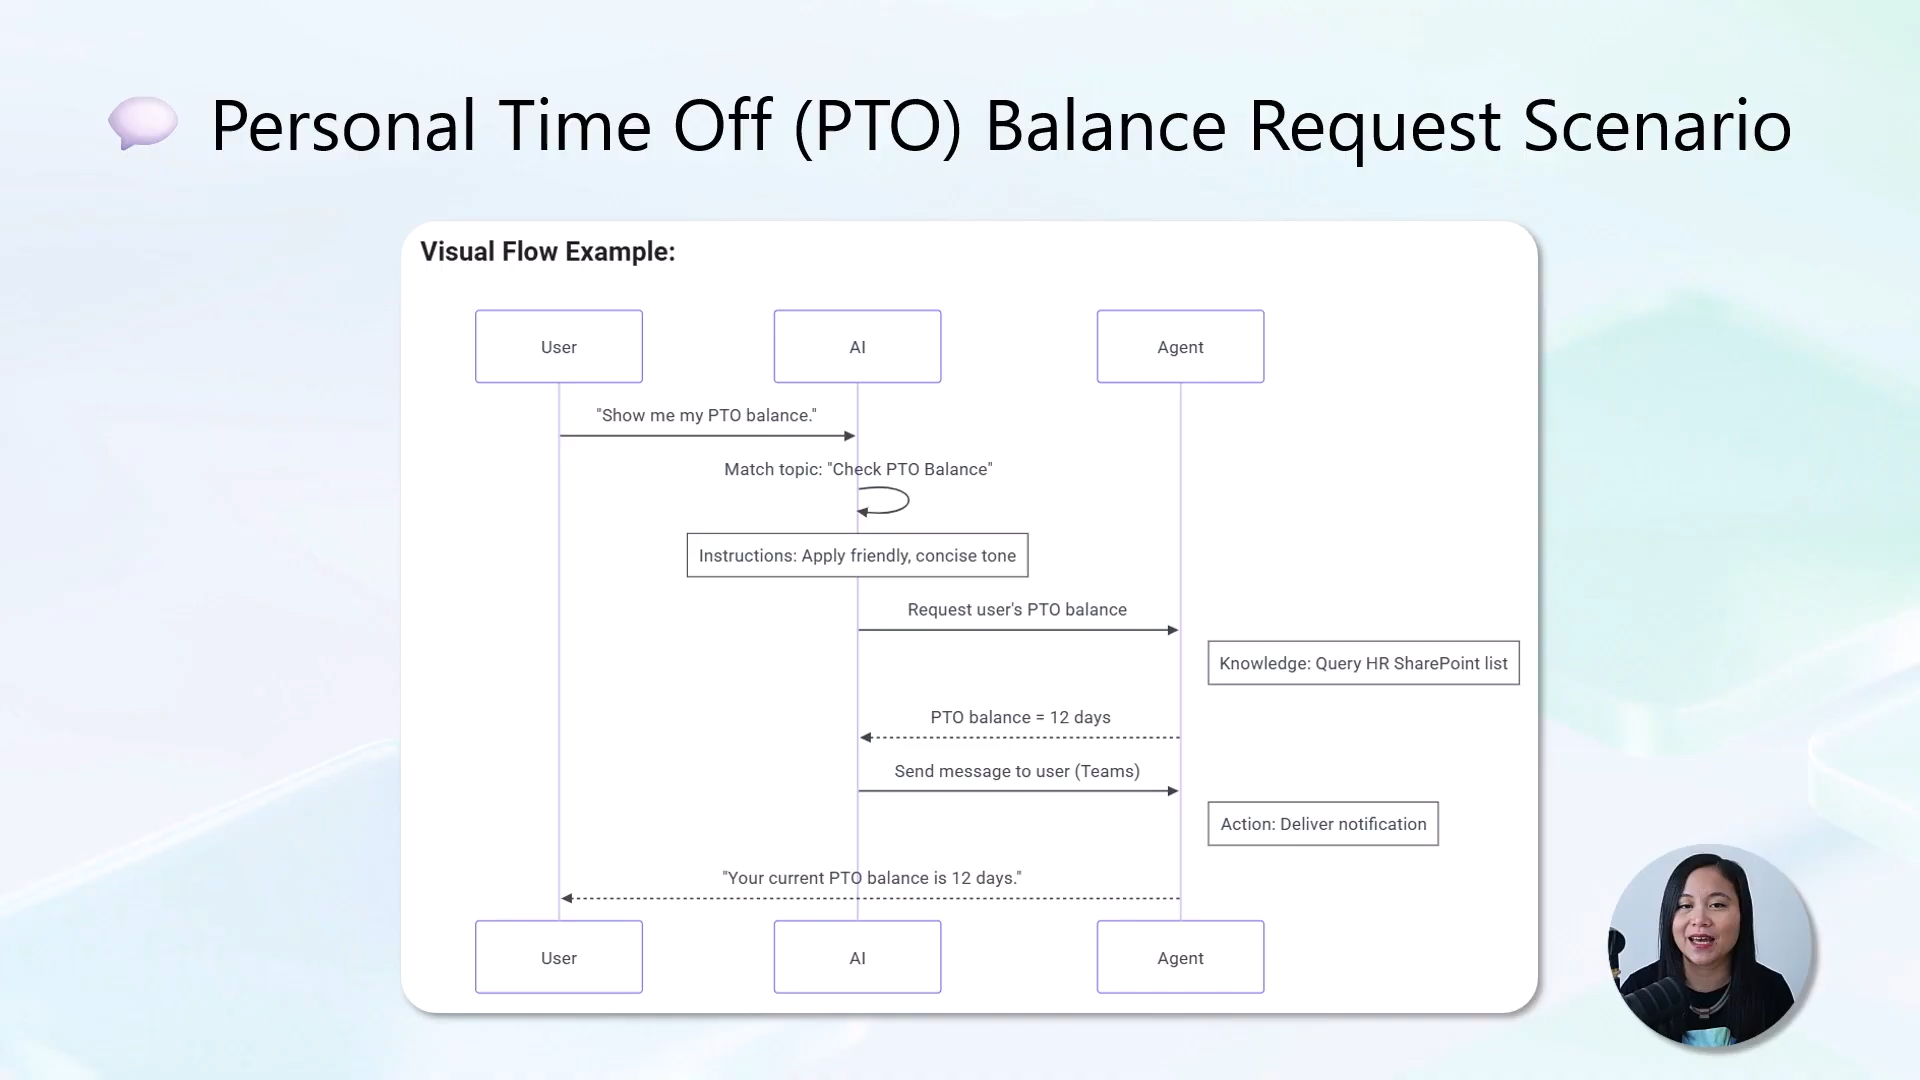 Personal Time Off (PTO) Balance Request Scenario
Visual Flow Example:
User
AI
Agent
"Show me my PTO balance."
Match topic: "Check PTO Balance"
Instructions: Apply friendly, concise tone
Request user's PTO balance
Knowledge: Query HR SharePoint list
PTO balance = 12 days
Send message to user (Teams)
Action: Deliver notification
"Your current PTO balance is 12 days."
User
AI
Agent